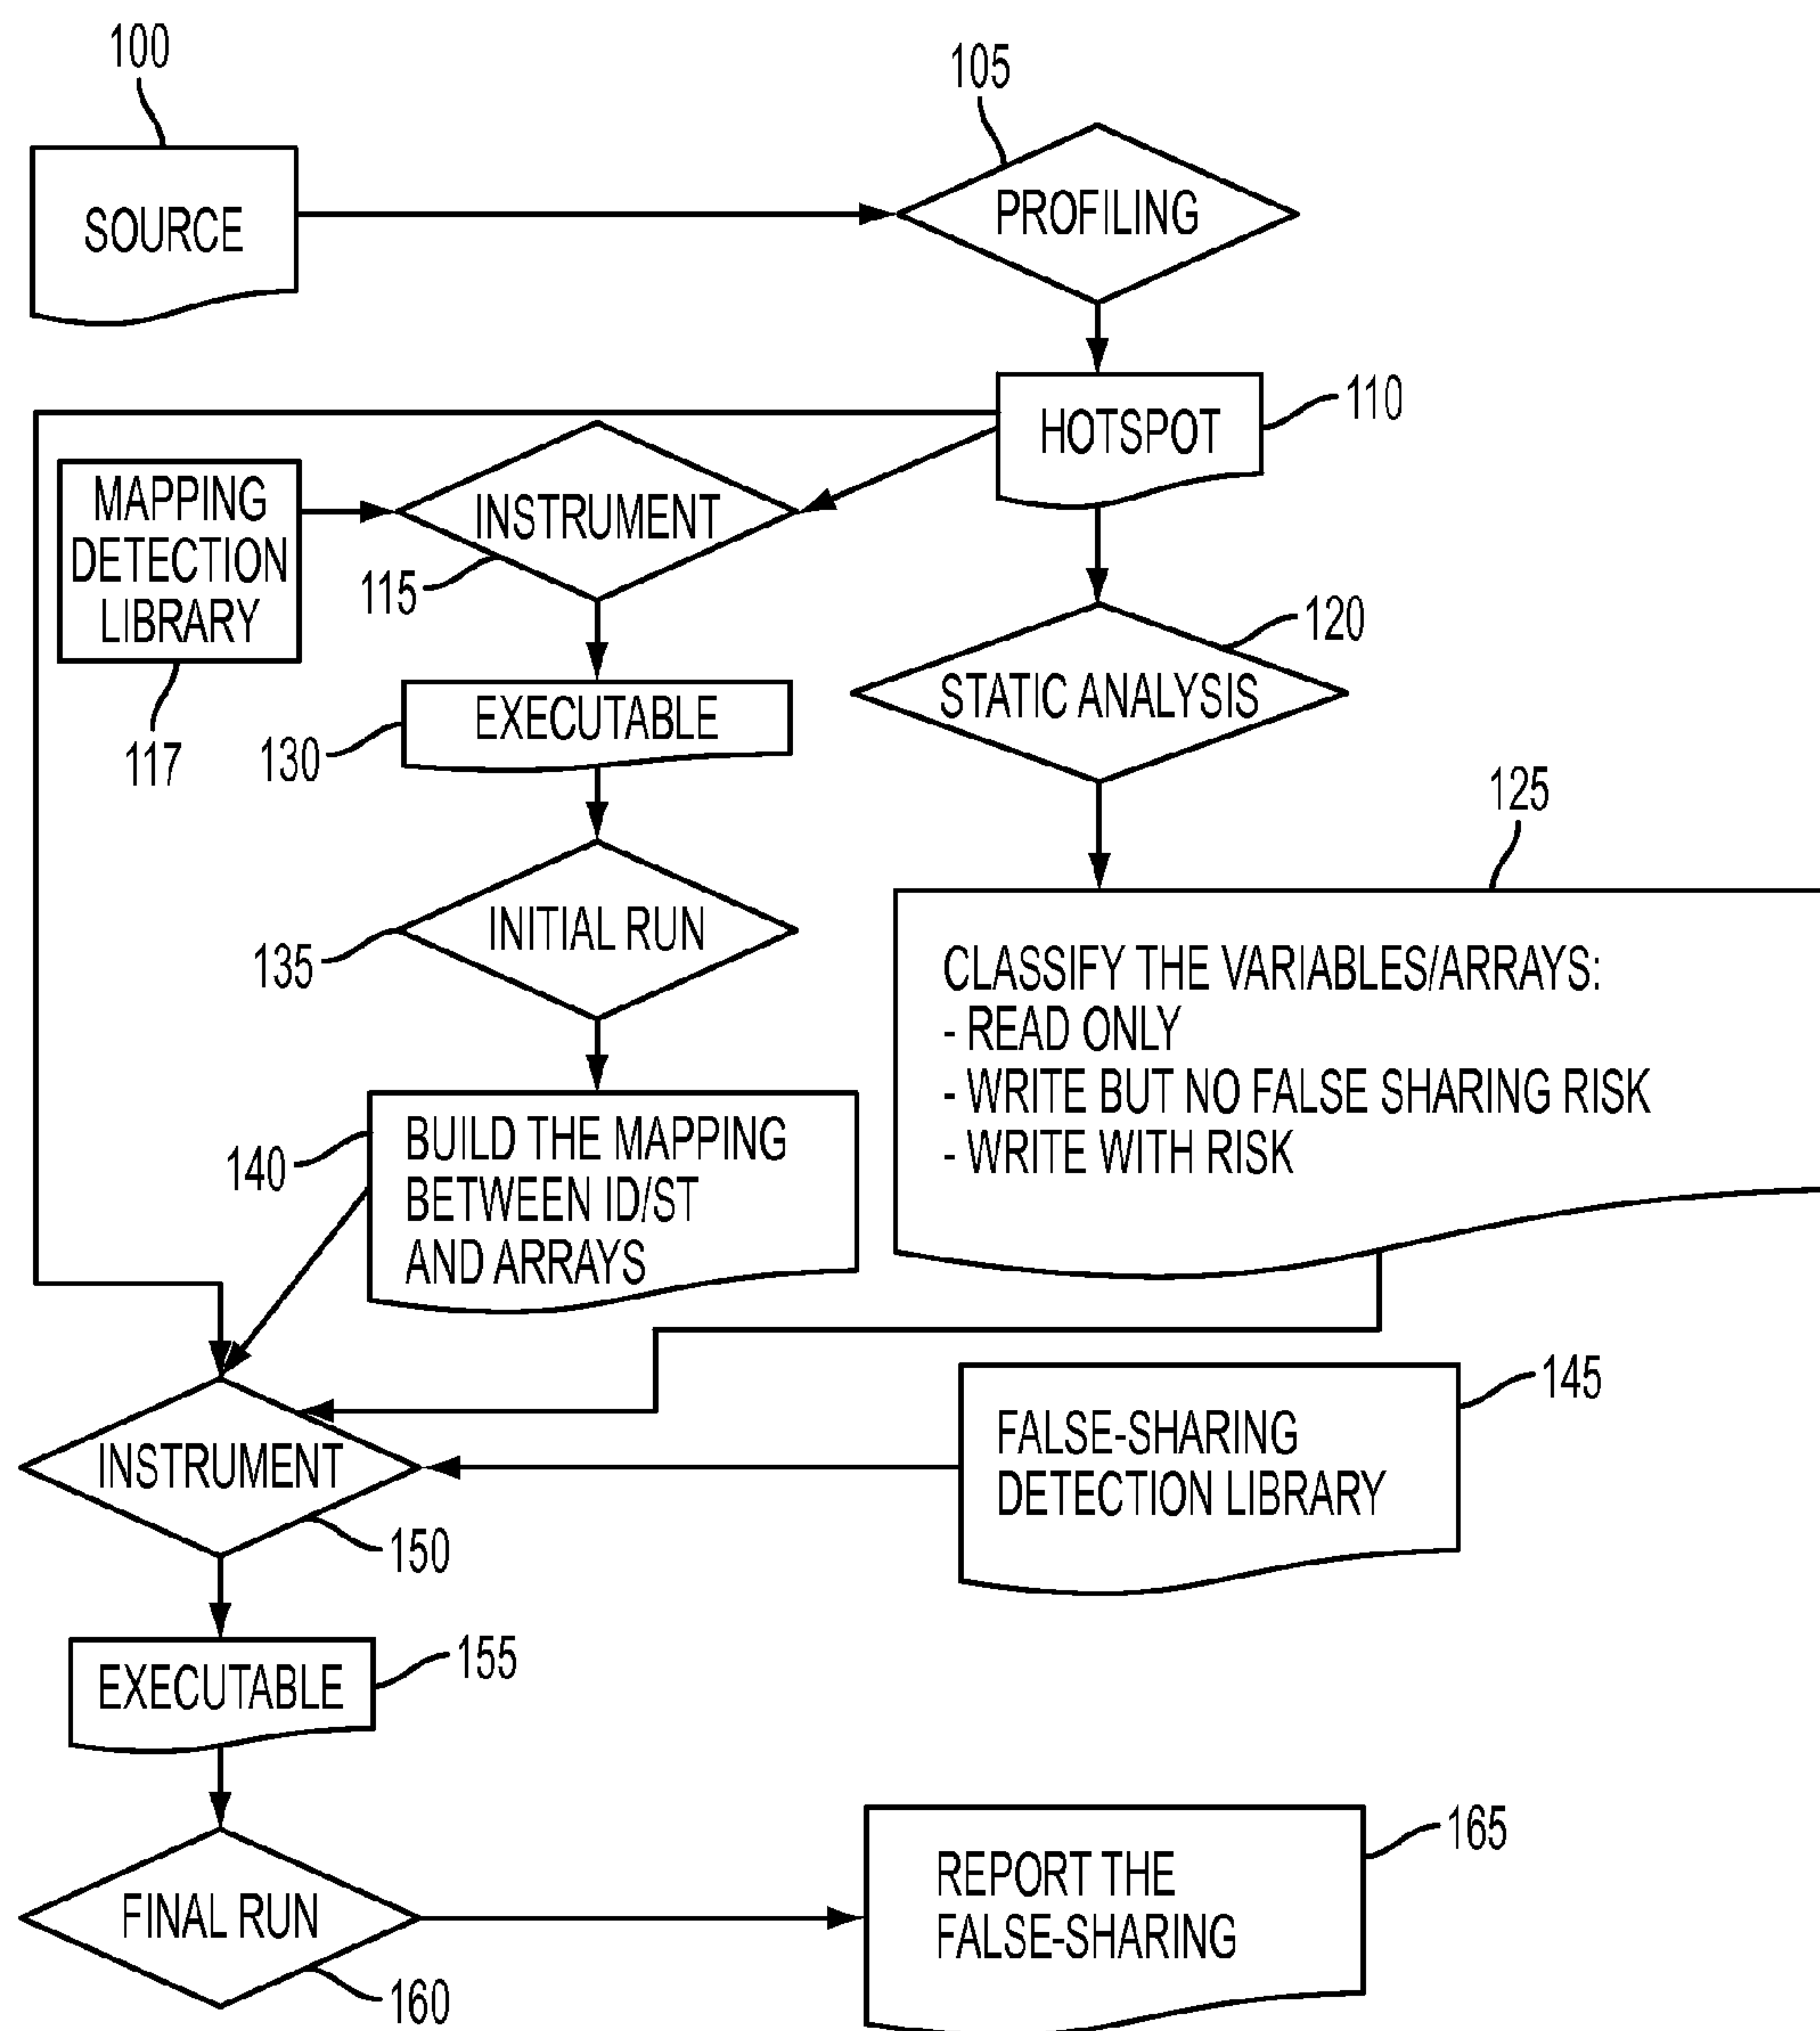 100
105
SOURCE
PROFILING
110
HOTSPOT
MAPPING
DETECTION
LIBRARY
INSTRUMENT
115
117
120
STATIC ANALYSIS
EXECUTABLE
130
125
INITIAL RUN
135
CLASSIFY THE VARIABLES/ARRAYS:
- READ ONLY
- WRITE BUT NO FALSE SHARING RISK
- WRITE WITH RISK
140
BUILD THE MAPPING
BETWEEN ID/ST
AND ARRAYS
145
FALSE-SHARING
DETECTION LIBRARY
INSTRUMENT
150
EXECUTABLE
155
FINAL RUN
160
165
REPORT THE
FALSE-SHARING